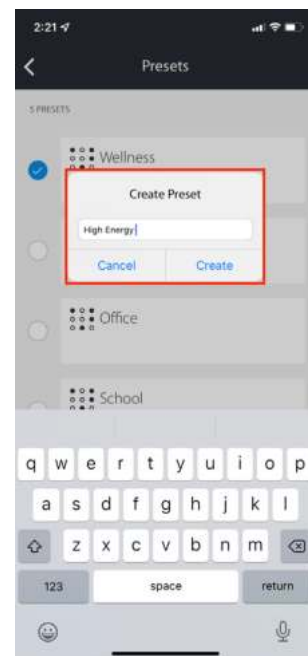 2:21
Presets
5 PRESETS
Wellness
Create Preset
High Energy
Cancel Create
Office
School
q w e r t y u i o p
a s d f g h j k l
z x c v b n m
123 space return